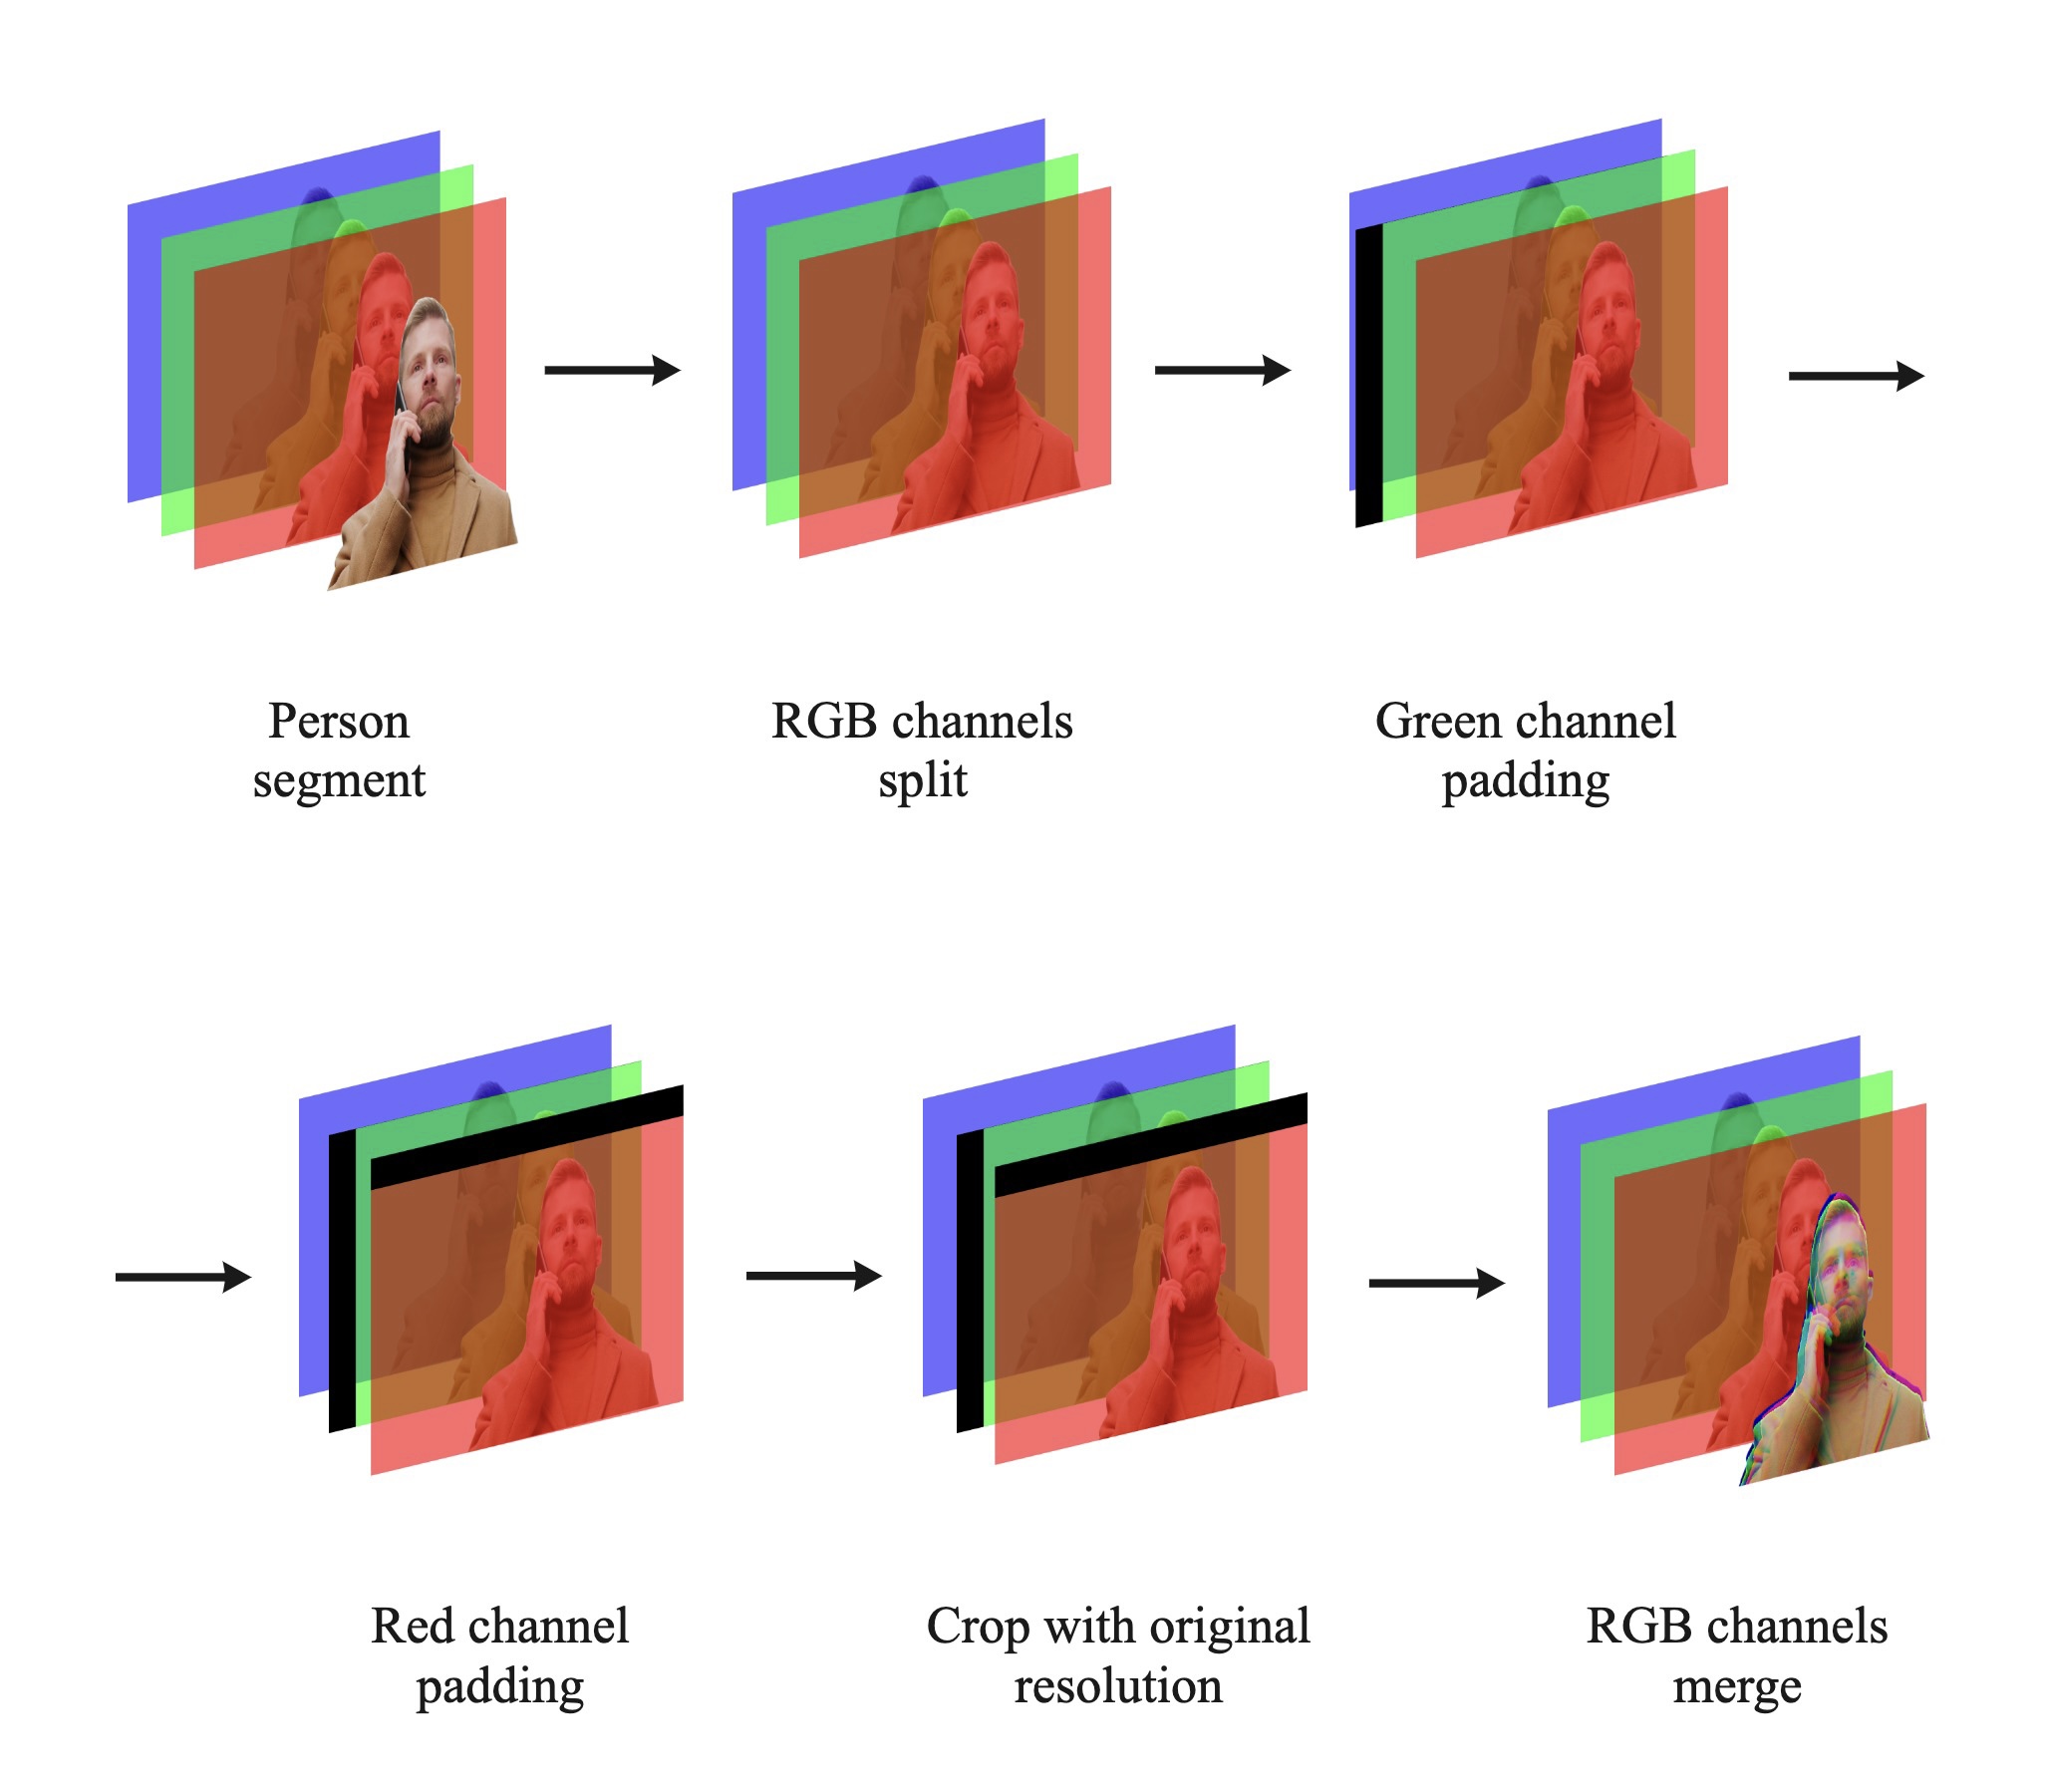 Person
segment
RGB channels
split
Green channel
padding
Red channel
padding
Crop with original
resolution
RGB channels
merge